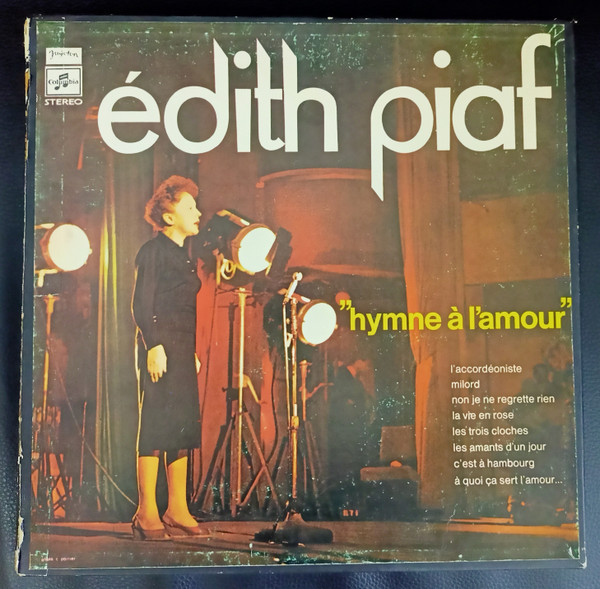 Columbia
STEREO
édith piaf
"hymne à l'amour"
l'accordéoniste
milord
non je ne regrette rien
la vie en rose
les trois cloches
les amants d'un jour
c'est à hambourg
à quoi ça sert l'amour...